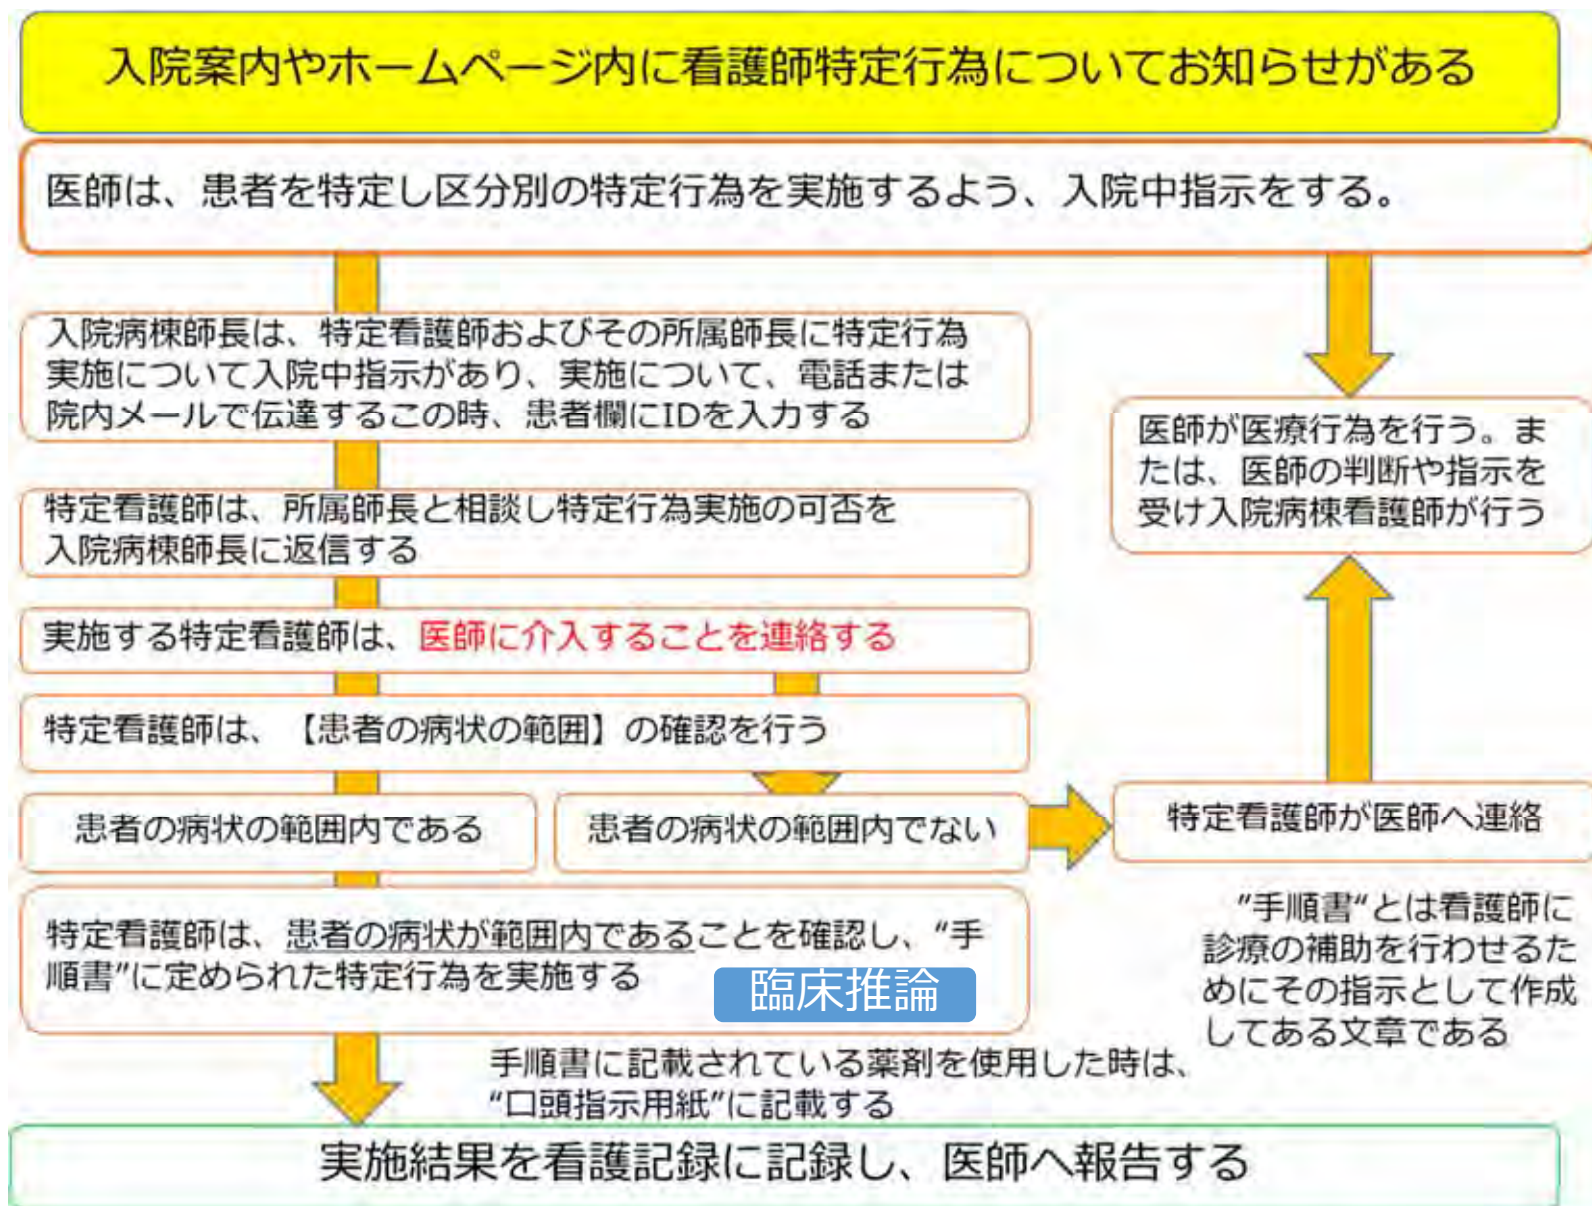 入院案内やホームページ内に看護師特定行為についてお知らせがある
医師は、患者を特定し区分別の特定行為を実施するよう、入院中指示をする。
入院病棟師長は、特定看護師およびその所属師長に特定行為
実施について入院中指示があり、実施について、電話または
院内メールで伝達するこの時、患者欄にIDを入力する
医師が医療行為を行う。ま
たは、医師の判断や指示を
受け入院病棟看護師が行う
特定看護師は、所属師長と相談し特定行為実施の可否を
入院病棟師長に返信する
実施する特定看護師は、医師に介入することを連絡する
特定看護師は、【患者の病状の範囲】の確認を行う
患者の病状の範囲内である
患者の病状の範囲内でない
特定看護師が医師へ連絡
特定看護師は、患者の病状が範囲内であることを確認し、“手
順書”に定められた特定行為を実施する
臨床推論
”手順書“とは看護師に
診療の補助を行わせるた
めにその指示として作成
してある文章である
手順書に記載されている薬剤を使用した時は、
“口頭指示用紙”に記載する
実施結果を看護記録に記録し、医師へ報告する